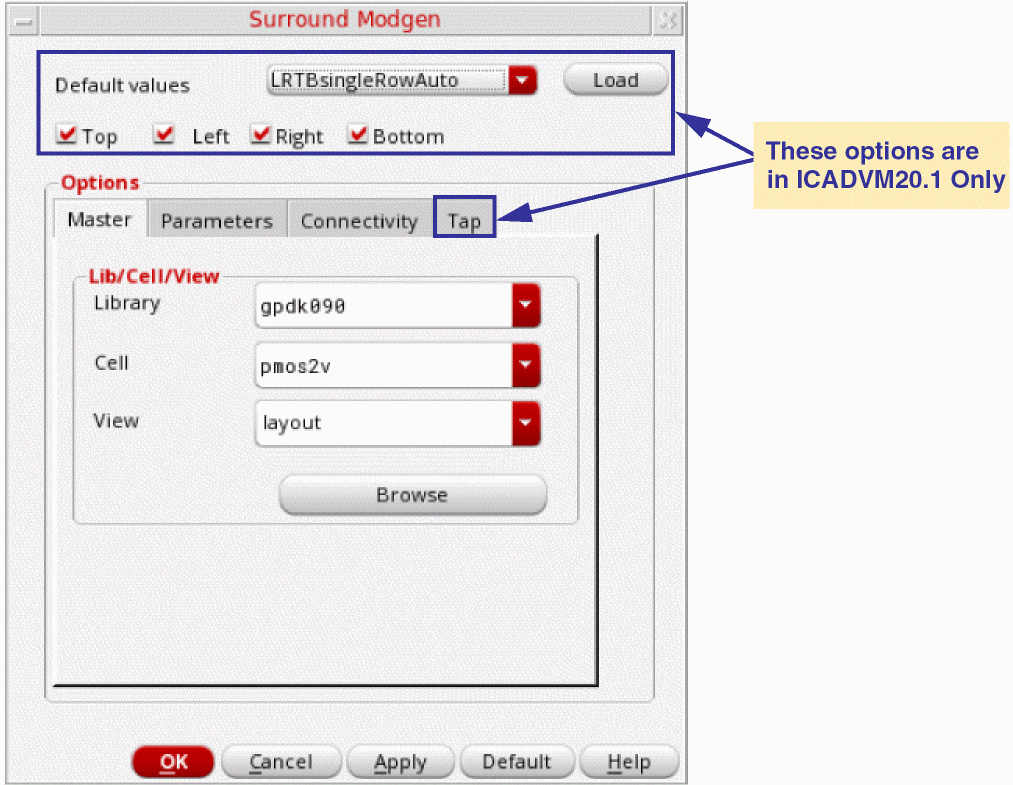 Surround Modgen
Default values LRTBsingleRowAuto Load
Top Left Right Bottom
These options are
in ICADVM20.1 Only
Options
Master Parameters Connectivity Tap
Lib/Cell/View
Library gpdk090
Cell pmos2v
View layout
Browse
OK Cancel Apply Default Help